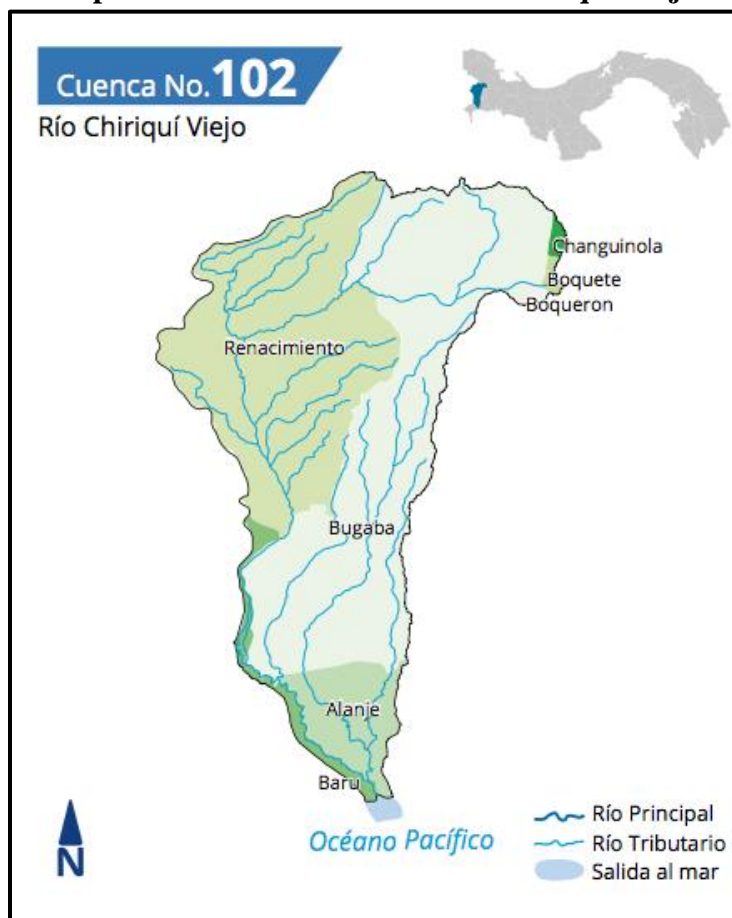 Cuenca No. 102
Río Chiriquí Viejo
Changuinola
Boquete
Boqueron
Renacimiento
Bugaba
Alanje
Baru
Océano Pacífico
N
Río Principal
Río Tributario
Salida al mar